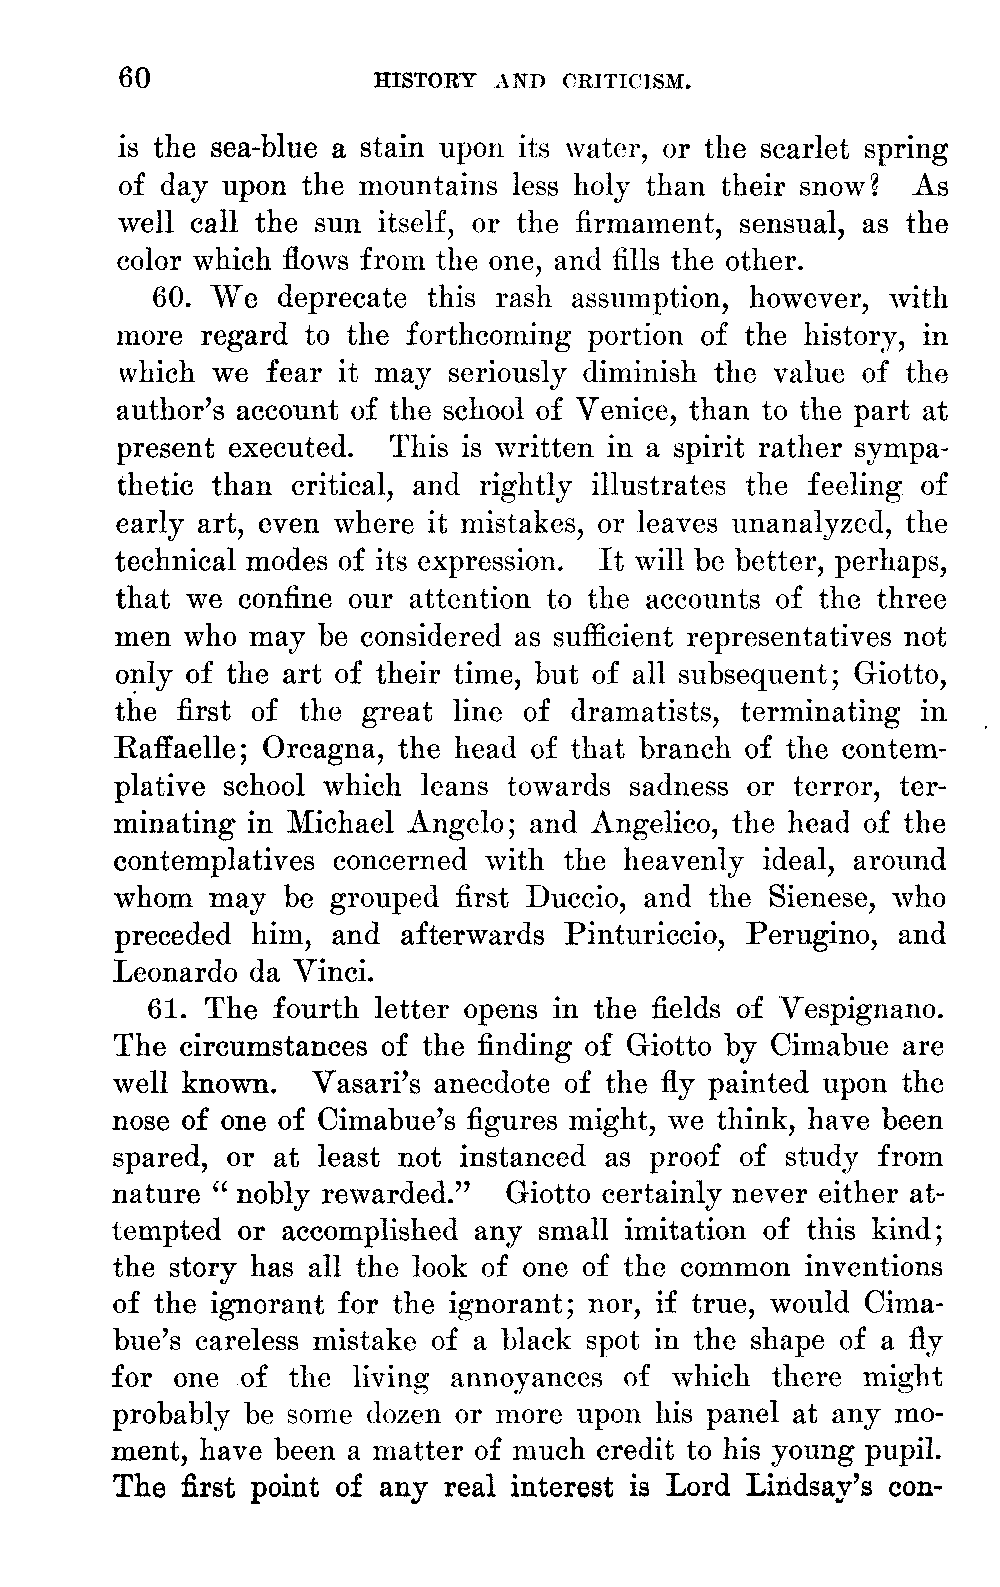 60 HISTORY AND CRITICISM.
is the sea-blue a stain upon its water, or the scarlet spring
of day upon the mountains less holy than their snow? As
well call the sun itself, or the firmament, sensual, as the
color which flows from the one, and fills the other.
60. We deprecate this rash assumption, however, with
more regard to the forthcoming portion of the history, in
which we fear it may seriously diminish the value of the
author's account of the school of Venice, than to the part at
present executed. This is written in a spirit rather sympa-
thetic than critical, and rightly illustrates the feeling of
early art, even where it mistakes, or leaves unanalyzed, the
technical modes of its expression. It will be better, perhaps,
that we confine our attention to the accounts of the three
men who may be considered as sufficient representatives not
only of the art of their time, but of all subsequent; Giotto,
the first of the great line of dramatists, terminating in
Raffaelle; Orcagna, the head of that branch of the contem-
plative school which leans towards sadness or terror, ter-
minating in Michael Angelo; and Angelico, the head of the
contemplatives concerned with the heavenly ideal, around
whom may be grouped first Duccio, and the Sienese, who
preceded him, and afterwards Pinturiccio, Perugino, and
Leonardo da Vinci.
61. The fourth letter opens in the fields of Vespignano.
The circumstances of the finding of Giotto by Cimabue are
well known. Vasari's anecdote of the fly painted upon the
nose of one of Cimabue's figures might, we think, have been
spared, or at least not instanced as proof of study from
nature "nobly rewarded." Giotto certainly never either at-
tempted or accomplished any small imitation of this kind;
the story has all the look of one of the common inventions
of the ignorant for the ignorant; nor, if true, would Cima-
bue's careless mistake of a black spot in the shape of a fly
for one of the living annoyances of which there might
probably be some dozen or more upon his panel at any mo-
ment, have been a matter of much credit to his young pupil.
The first point of any real interest is Lord Lindsay's con-